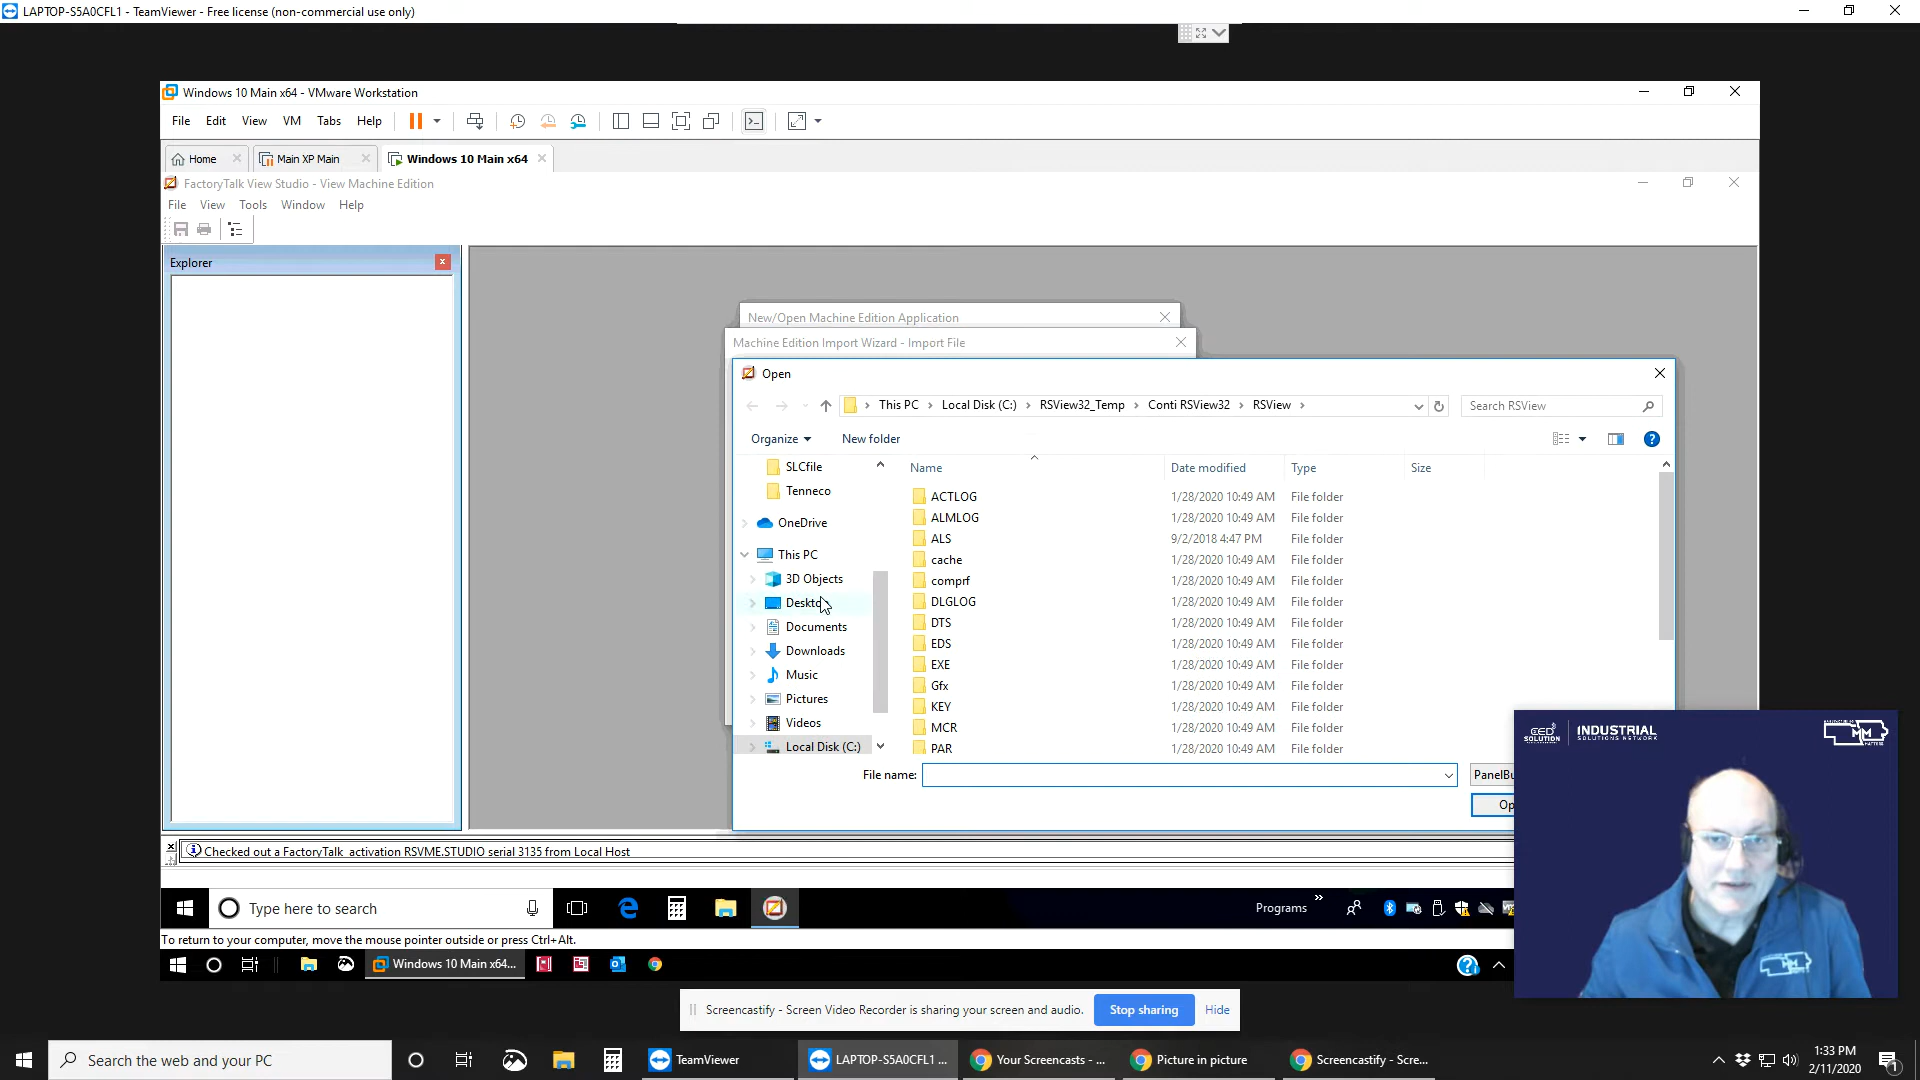 LAPTOP-S5A0CFL1 - TeamViewer - Free license (non-commercial use only)
Windows 10 Main x64 - VMware Workstation
File Edit View VM Tabs Help
Home Main XP Main Windows 10 Main x64
FactoryTalk View Studio - View Machine Edition
File View Tools Window Help
Explorer
New/Open Machine Edition Application
Machine Edition Import Wizard - Import File
Open
This PC > Local Disk (C:) > RSView32_Temp > Conti RSView32 > RSView >
Search RSView
Organize New folder
SLCfile
Tenneco
OneDrive
This PC
3D Objects
Desktop
Documents
Downloads
Music
Pictures
Videos
Local Disk (C:)
Name Date modified Type Size
ACTLOG 1/28/2020 10:49 AM File folder
ALMLOG 1/28/2020 10:49 AM File folder
ALS 9/2/2018 4:47 PM File folder
cache 1/28/2020 10:49 AM File folder
comprf 1/28/2020 10:49 AM File folder
DLGLOG 1/28/2020 10:49 AM File folder
DTS 1/28/2020 10:49 AM File folder
EDS 1/28/2020 10:49 AM File folder
EXE 1/28/2020 10:49 AM File folder
Gfx 1/28/2020 10:49 AM File folder
KEY 1/28/2020 10:49 AM File folder
MCR 1/28/2020 10:49 AM File folder
PAR 1/28/2020 10:49 AM File folder
File name: PanelBu
Op
CED SOLUTION INDUSTRIAL SOLUTIONS NETWORK
MM
Checked out a FactoryTalk activation RSVME.STUDIO serial 3135 from Local Host
Type here to search
Programs
To return to your computer, move the mouse pointer outside or press Ctrl+Alt.
Windows 10 Main x64...
Screencastify - Screen Video Recorder is sharing your screen and audio. Stop sharing Hide
Search the web and your PC
TeamViewer LAPTOP-S5A0CFL1 ... Your Screencasts - ... Picture in picture Screencastify - Scre...
1:33 PM
2/11/2020
1